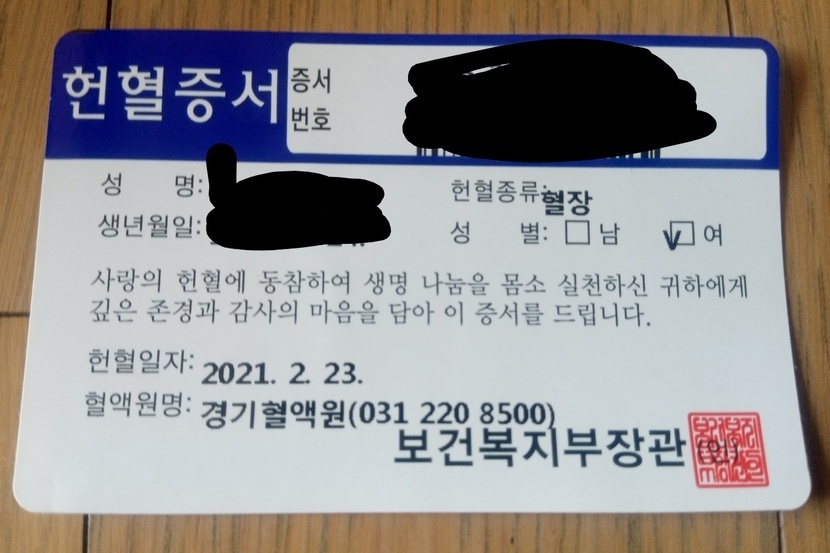 헌혈증서
증서
번호
성 명:
헌혈종류:혈장
생년월일:
성 별: □남 ☑여
사랑의 헌혈에 동참하여 생명 나눔을 몸소 실천하신 귀하에게
깊은 존경과 감사의 마음을 담아 이 증서를 드립니다.
헌혈일자: 2021. 2. 23.
혈액원명: 경기혈액원(031 220 8500)
보건복지부장관 (인)